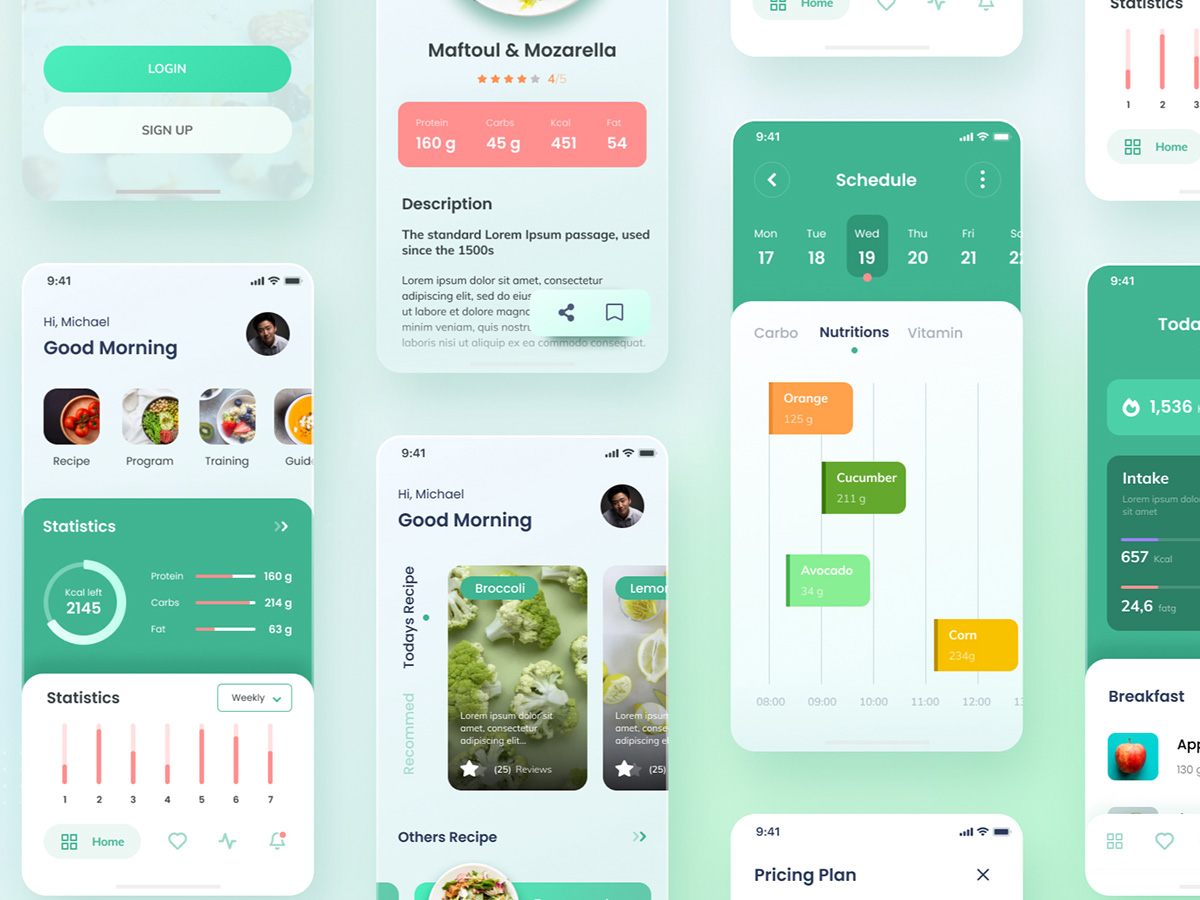 LOGIN
SIGN UP
9:41
Hi, Michael
Good Morning
Recipe
Program
Training
Statistics
Kcal left
2145
Protein
160 g
Carbs
214 g
Fat
63 g
Statistics
Weekly
1
2
3
4
5
6
7
Home
Maftoul & Mozarella
4/5
Protein
Carbs
Kcal
Fat
160 g
45 g
451
54
Description
The standard Lorem Ipsum passage, used
since the 1500s
Lorem ipsum dolor sit amet, consectetur
adipiscing elit, sed do eius
ut labore et dolore magna
minim veniam, quis nostru
laboris nisi ut aliquip ex ea commodo consequat.
9:41
Hi, Michael
Good Morning
Todays Recipe
Recommed
Broccoli
Lorem ipsum dolor sit
amet, consectetur
adipiscing elit...
(25) Reviews
Lemon
Lorem ipsum
amet, consec
adipiscing el
(25)
Others Recipe
Home
9:41
Schedule
Mon
Tue
Wed
Thu
Fri
17
18
19
20
21
Carbo
Nutritions
Vitamin
Orange
125 g
Cucumber
211 g
Avocado
34 g
Corn
234g
08:00
09:00
10:00
11:00
12:00
9:41
Pricing Plan
Statistics
1
2
3
Home
9:41
Toda
1,536
Intake
Lorem ipsum dolo
sit amet
657 Kcal
24,6 fatg
Breakfast
App
130 g